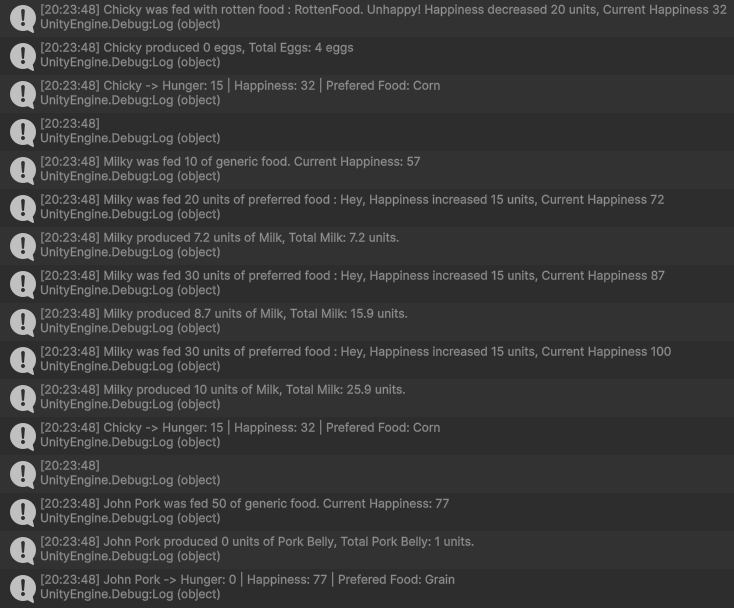 [20:23:48] Chicky was fed with rotten food : RottenFood. Unhappy! Happiness decreased 20 units, Current Happiness 32
UnityEngine.Debug:Log (object)
[20:23:48] Chicky produced 0 eggs, Total Eggs: 4 eggs
UnityEngine.Debug:Log (object)
[20:23:48] Chicky -> Hunger: 15 | Happiness: 32 | Prefered Food: Corn
UnityEngine.Debug:Log (object)
[20:23:48]
UnityEngine.Debug:Log (object)
[20:23:48] Milky was fed 10 of generic food. Current Happiness: 57
UnityEngine.Debug:Log (object)
[20:23:48] Milky was fed 20 units of preferred food : Hey, Happiness increased 15 units, Current Happiness 72
UnityEngine.Debug:Log (object)
[20:23:48] Milky produced 7.2 units of Milk, Total Milk: 7.2 units.
UnityEngine.Debug:Log (object)
[20:23:48] Milky was fed 30 units of preferred food : Hey, Happiness increased 15 units, Current Happiness 87
UnityEngine.Debug:Log (object)
[20:23:48] Milky produced 8.7 units of Milk, Total Milk: 15.9 units.
UnityEngine.Debug:Log (object)
[20:23:48] Milky was fed 30 units of preferred food : Hey, Happiness increased 15 units, Current Happiness 100
UnityEngine.Debug:Log (object)
[20:23:48] Milky produced 10 units of Milk, Total Milk: 25.9 units.
UnityEngine.Debug:Log (object)
[20:23:48] Chicky -> Hunger: 15 | Happiness: 32 | Prefered Food: Corn
UnityEngine.Debug:Log (object)
[20:23:48]
UnityEngine.Debug:Log (object)
[20:23:48] John Pork was fed 50 of generic food. Current Happiness: 77
UnityEngine.Debug:Log (object)
[20:23:48] John Pork produced 0 units of Pork Belly, Total Pork Belly: 1 units.
UnityEngine.Debug:Log (object)
[20:23:48] John Pork -> Hunger: 0 | Happiness: 77 | Prefered Food: Grain
UnityEngine.Debug:Log (object)